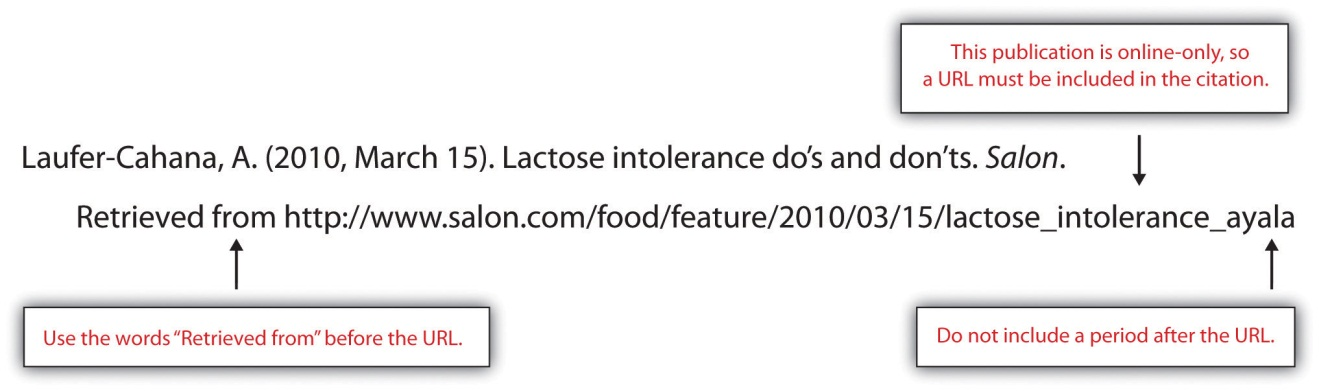 This publication is online-only, so
a URL must be included in the citation.
Laufer-Cahana, A. (2010, March 15). Lactose intolerance do’s and don’ts. Salon.
Retrieved from http://www.salon.com/food/feature/2010/03/15/lactose_intolerance_ayala
Use the words “Retrieved from” before the URL.
Do not include a period after the URL.